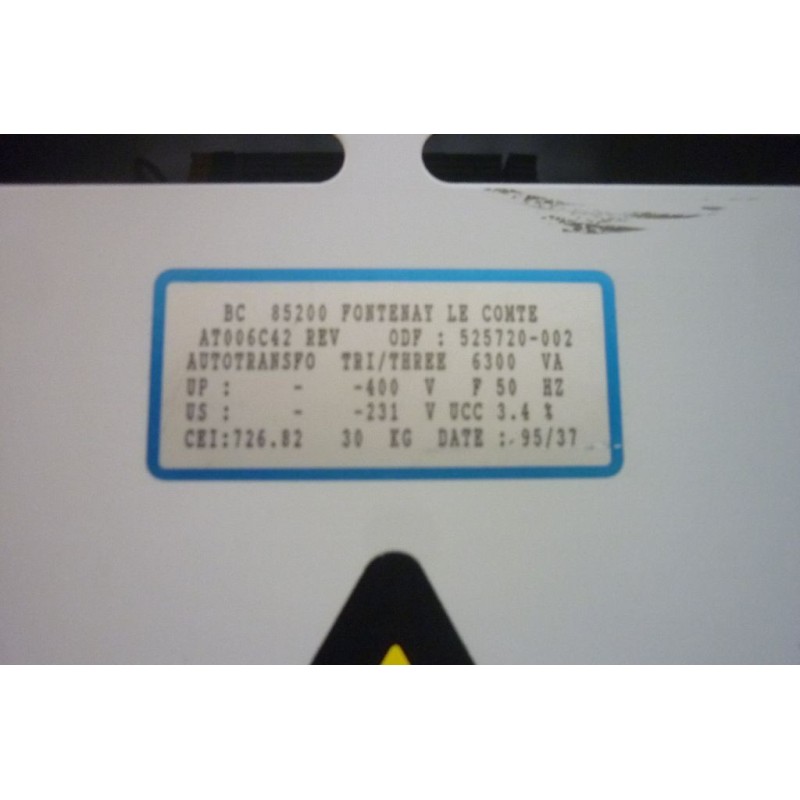 BC 85200 FONTENAY LE COMTE
AT006C42 REV ODF : 525720-002
AUTOTRANSFO TRI/THREE 6300 VA
UP : - -400 V F 50 HZ
US : - -231 V UCC 3.4 %
CEI:726.82 30 KG DATE : 95/37